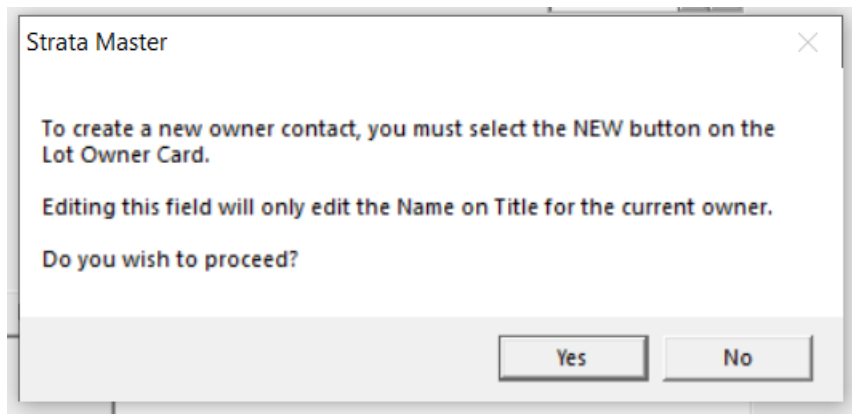 Strata Master
To create a new owner contact, you must select the NEW button on the
Lot Owner Card.
Editing this field will only edit the Name on Title for the current owner.
Do you wish to proceed?
Yes No